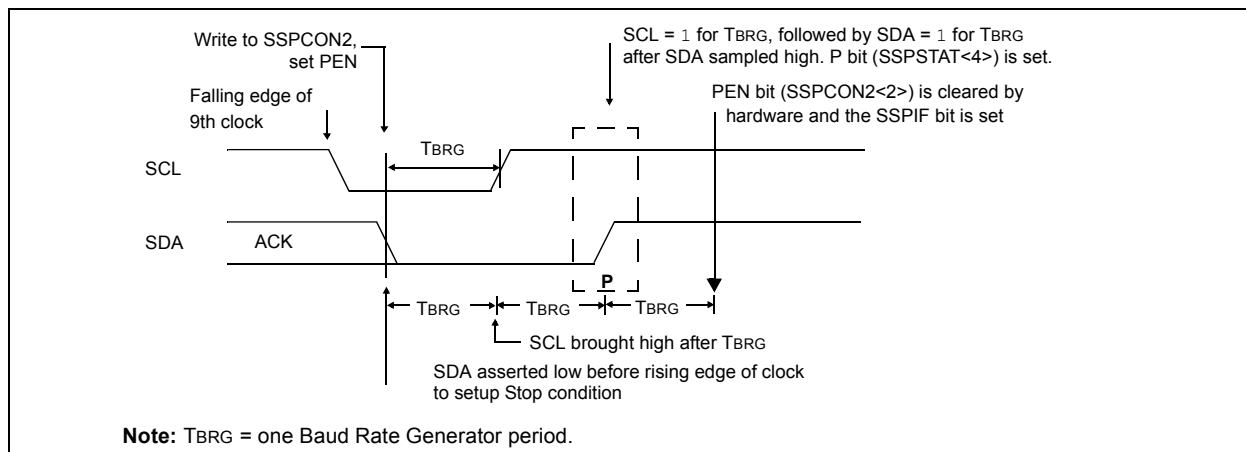 Write to SSPCON2,
set PEN
SCL = 1 for TBRG, followed by SDA = 1 for TBRG
after SDA sampled high. P bit (SSPSTAT<4>) is set.
PEN bit (SSPCON2<2>) is cleared by
hardware and the SSPIF bit is set
Falling edge of
9th clock
TBRG
SCL
SDA
ACK
P
TBRG
TBRG
TBRG
SCL brought high after TBRG
SDA asserted low before rising edge of clock
to setup Stop condition
Note: TBRG = one Baud Rate Generator period.